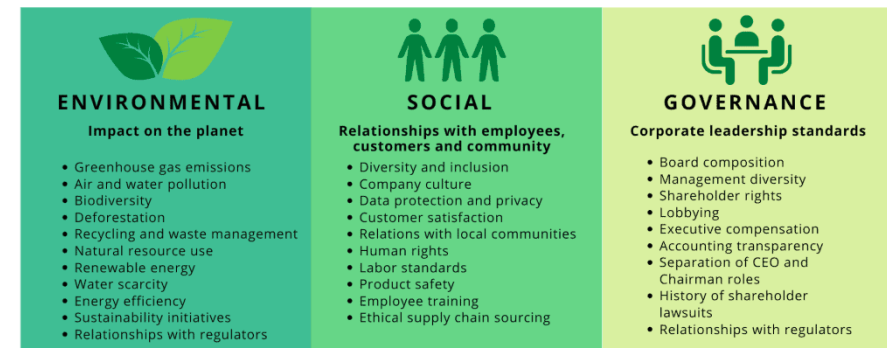 ENVIRONMENTAL
Impact on the planet
• Greenhouse gas emissions
• Air and water pollution
• Biodiversity
• Deforestation
• Recycling and waste management
• Natural resource use
• Renewable energy
• Water scarcity
• Energy efficiency
• Sustainability initiatives
• Relationships with regulators
SOCIAL
Relationships with employees,
customers and community
• Diversity and inclusion
• Company culture
• Data protection and privacy
• Customer satisfaction
• Relations with local communities
• Human rights
• Labor standards
• Product safety
• Employee training
• Ethical supply chain sourcing
GOVERNANCE
Corporate leadership standards
• Board composition
• Management diversity
• Shareholder rights
• Lobbying
• Executive compensation
• Accounting transparency
• Separation of CEO and
Chairman roles
• History of shareholder
lawsuits
• Relationships with regulators